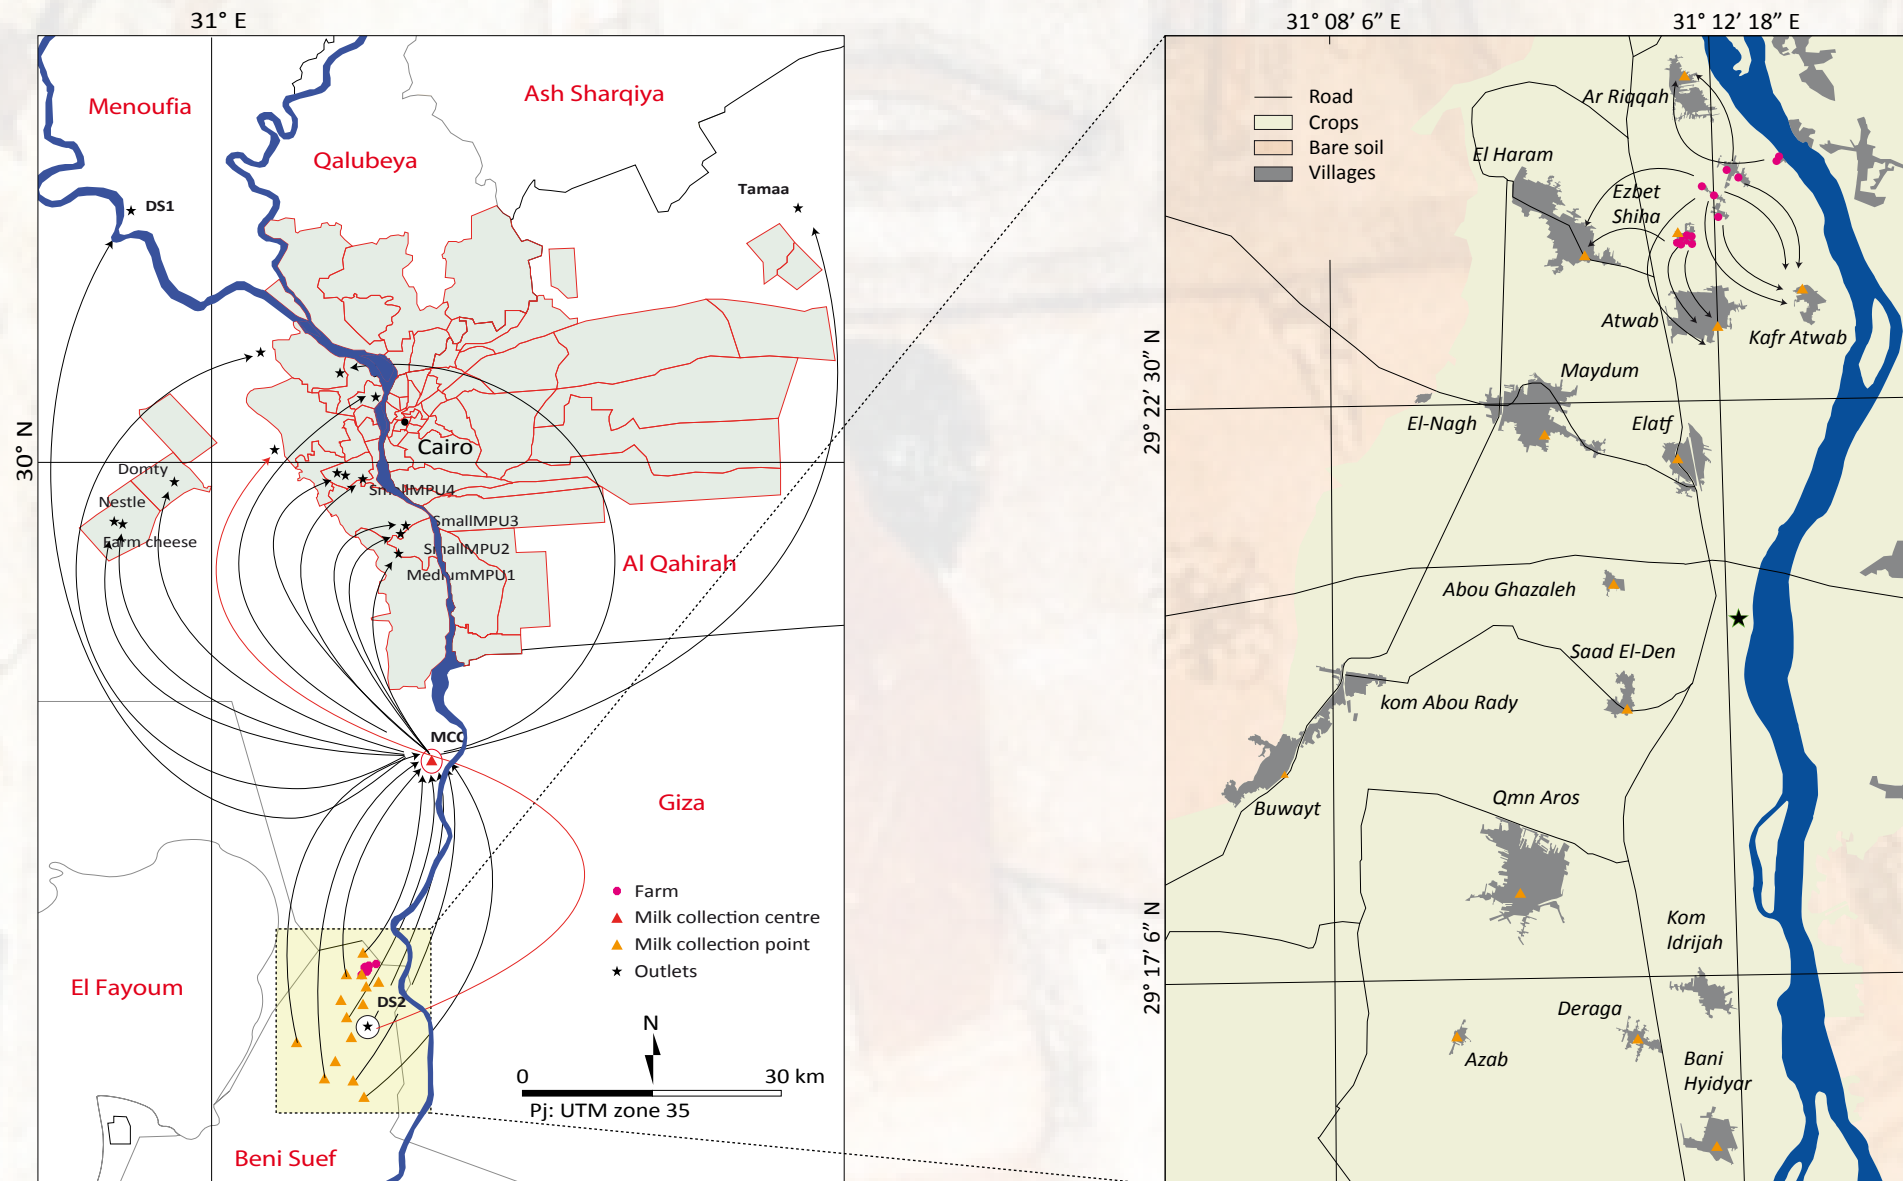 31° E
Menoufia
Ash Sharqiya
Qalubeya
Tamaa
DS1
30° N
Cairo
Domty
Nestle
Farm cheese
SmallMPU4
SmallMPU3
SmallMPU2
MediumMPU1
Al Qahirah
MCC
Giza
Farm
Milk collection centre
Milk collection point
Outlets
El Fayoum
DS2
N
0
30 km
Pj: UTM zone 35
Beni Suef
31° 08’ 6” E
31° 12’ 18” E
Road
Crops
Bare soil
Villages
Ar Riqqah
El Haram
Ezbet
Shiha
Atwab
Kafr Atwab
29° 22’ 30” N
Maydum
El-Nagh
Elatf
Abou Ghazaleh
Saad El-Den
kom Abou Rady
Buwayt
Qmn Aros
29° 17’ 6” N
Kom
Idrijah
Deraga
Azab
Bani
Hyidyar